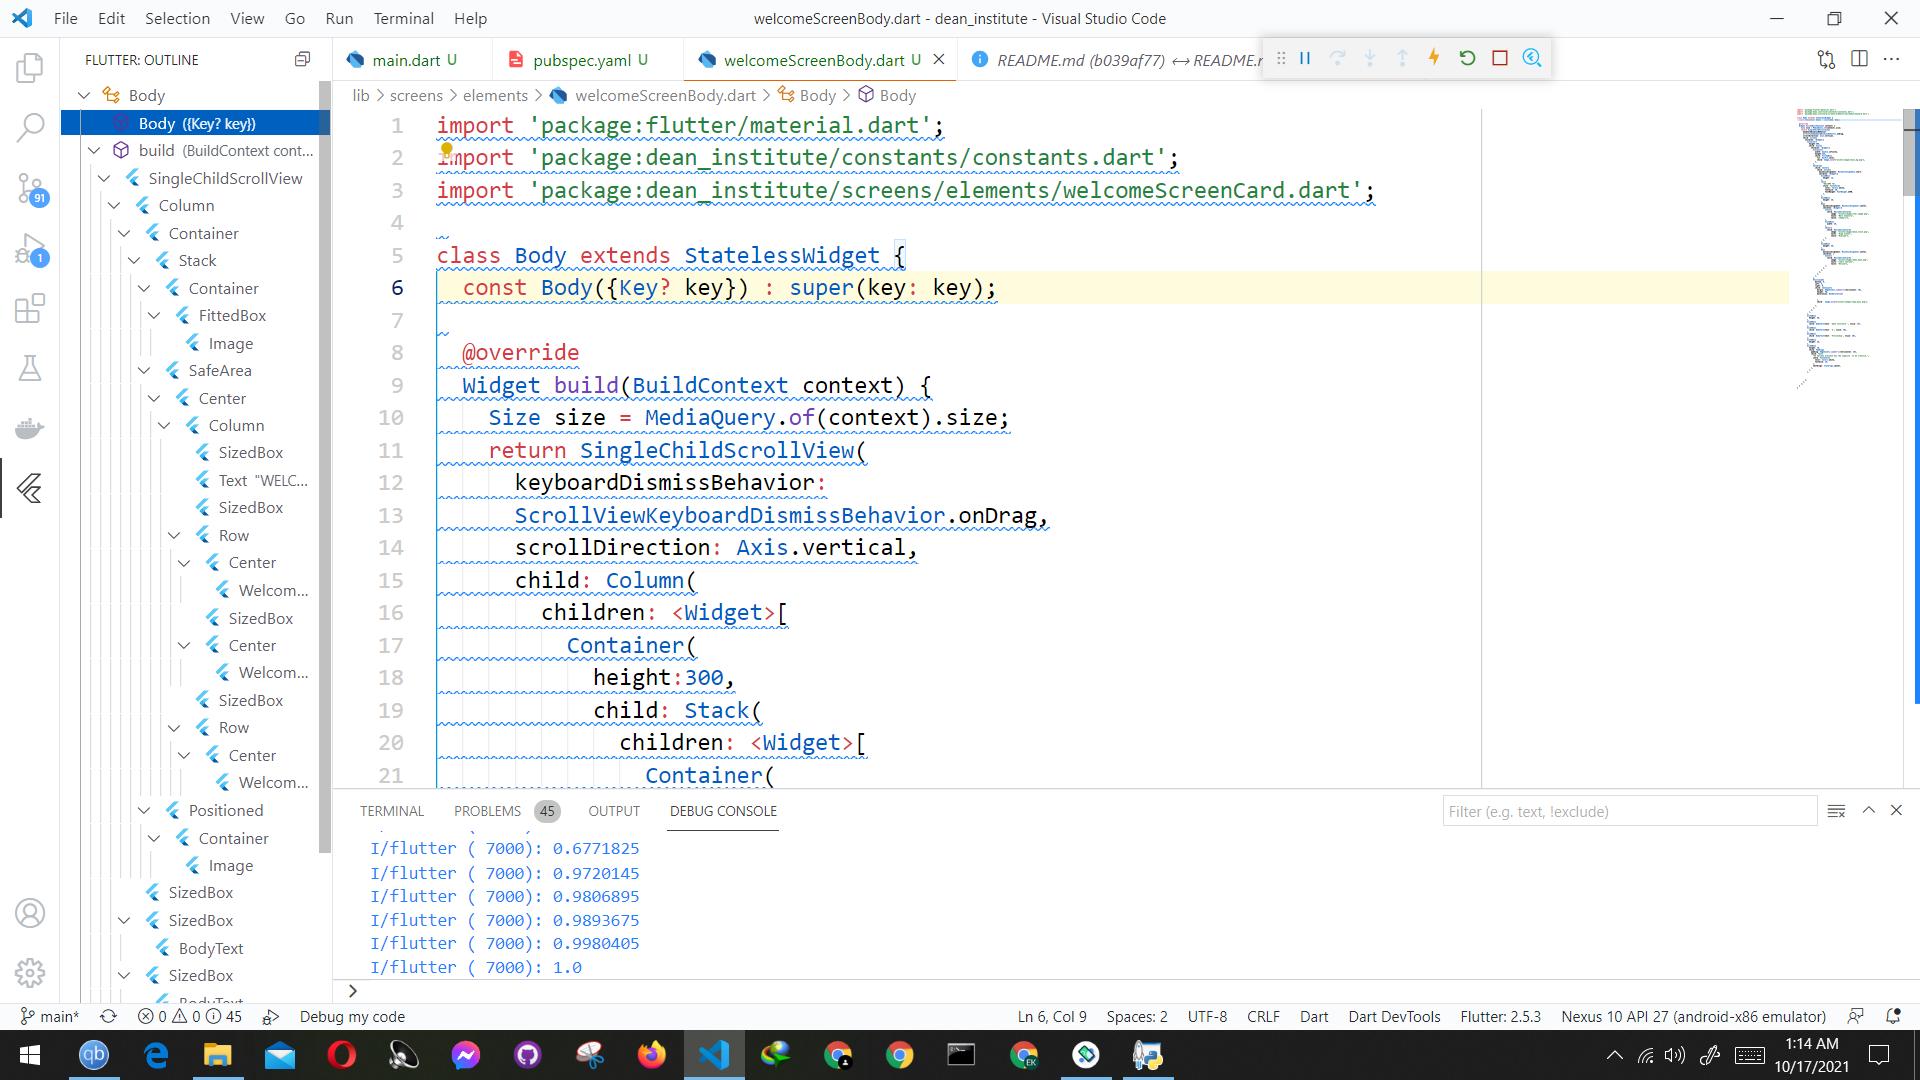 File Edit Selection View Go Run Terminal Help
welcomeScreenBody.dart - dean_institute - Visual Studio Code
FLUTTER: OUTLINE
main.dart U
pubspec.yaml U
welcomeScreenBody.dart U
README.md (b039af77) ↔ README.
lib > screens > elements > welcomeScreenBody.dart > Body > Body
Body
Body ({Key? key})
build (BuildContext cont...
SingleChildScrollView
Column
Container
Stack
Container
FittedBox
Image
SafeArea
Center
Column
SizedBox
Text "WELC...
SizedBox
Row
Center
Welcom...
SizedBox
Center
Welcom...
SizedBox
Row
Center
Welcom...
Positioned
Container
Image
SizedBox
SizedBox
BodyText
SizedBox
BodyText
91
1
1 import 'package:flutter/material.dart';
2 import 'package:dean_institute/constants/constants.dart';
3 import 'package:dean_institute/screens/elements/welcomeScreenCard.dart';
4
5 class Body extends StatelessWidget {
6 const Body({Key? key}) : super(key: key);
7
8 @override
9 Widget build(BuildContext context) {
10 Size size = MediaQuery.of(context).size;
11 return SingleChildScrollView(
12 keyboardDismissBehavior:
13 ScrollViewKeyboardDismissBehavior.onDrag,
14 scrollDirection: Axis.vertical,
15 child: Column(
16 children: <Widget>[
17 Container(
18 height:300,
19 child: Stack(
20 children: <Widget>[
21 Container(
TERMINAL PROBLEMS 45 OUTPUT DEBUG CONSOLE
Filter (e.g. text, !exclude)
I/flutter ( 7000): 0.6771825
I/flutter ( 7000): 0.9720145
I/flutter ( 7000): 0.9806895
I/flutter ( 7000): 0.9893675
I/flutter ( 7000): 0.9980405
I/flutter ( 7000): 1.0
>
main* 0 0 45 Debug my code
Ln 6, Col 9 Spaces: 2 UTF-8 CRLF Dart Dart DevTools Flutter: 2.5.3 Nexus 10 API 27 (android-x86 emulator)
qb
EK
1:14 AM
10/17/2021